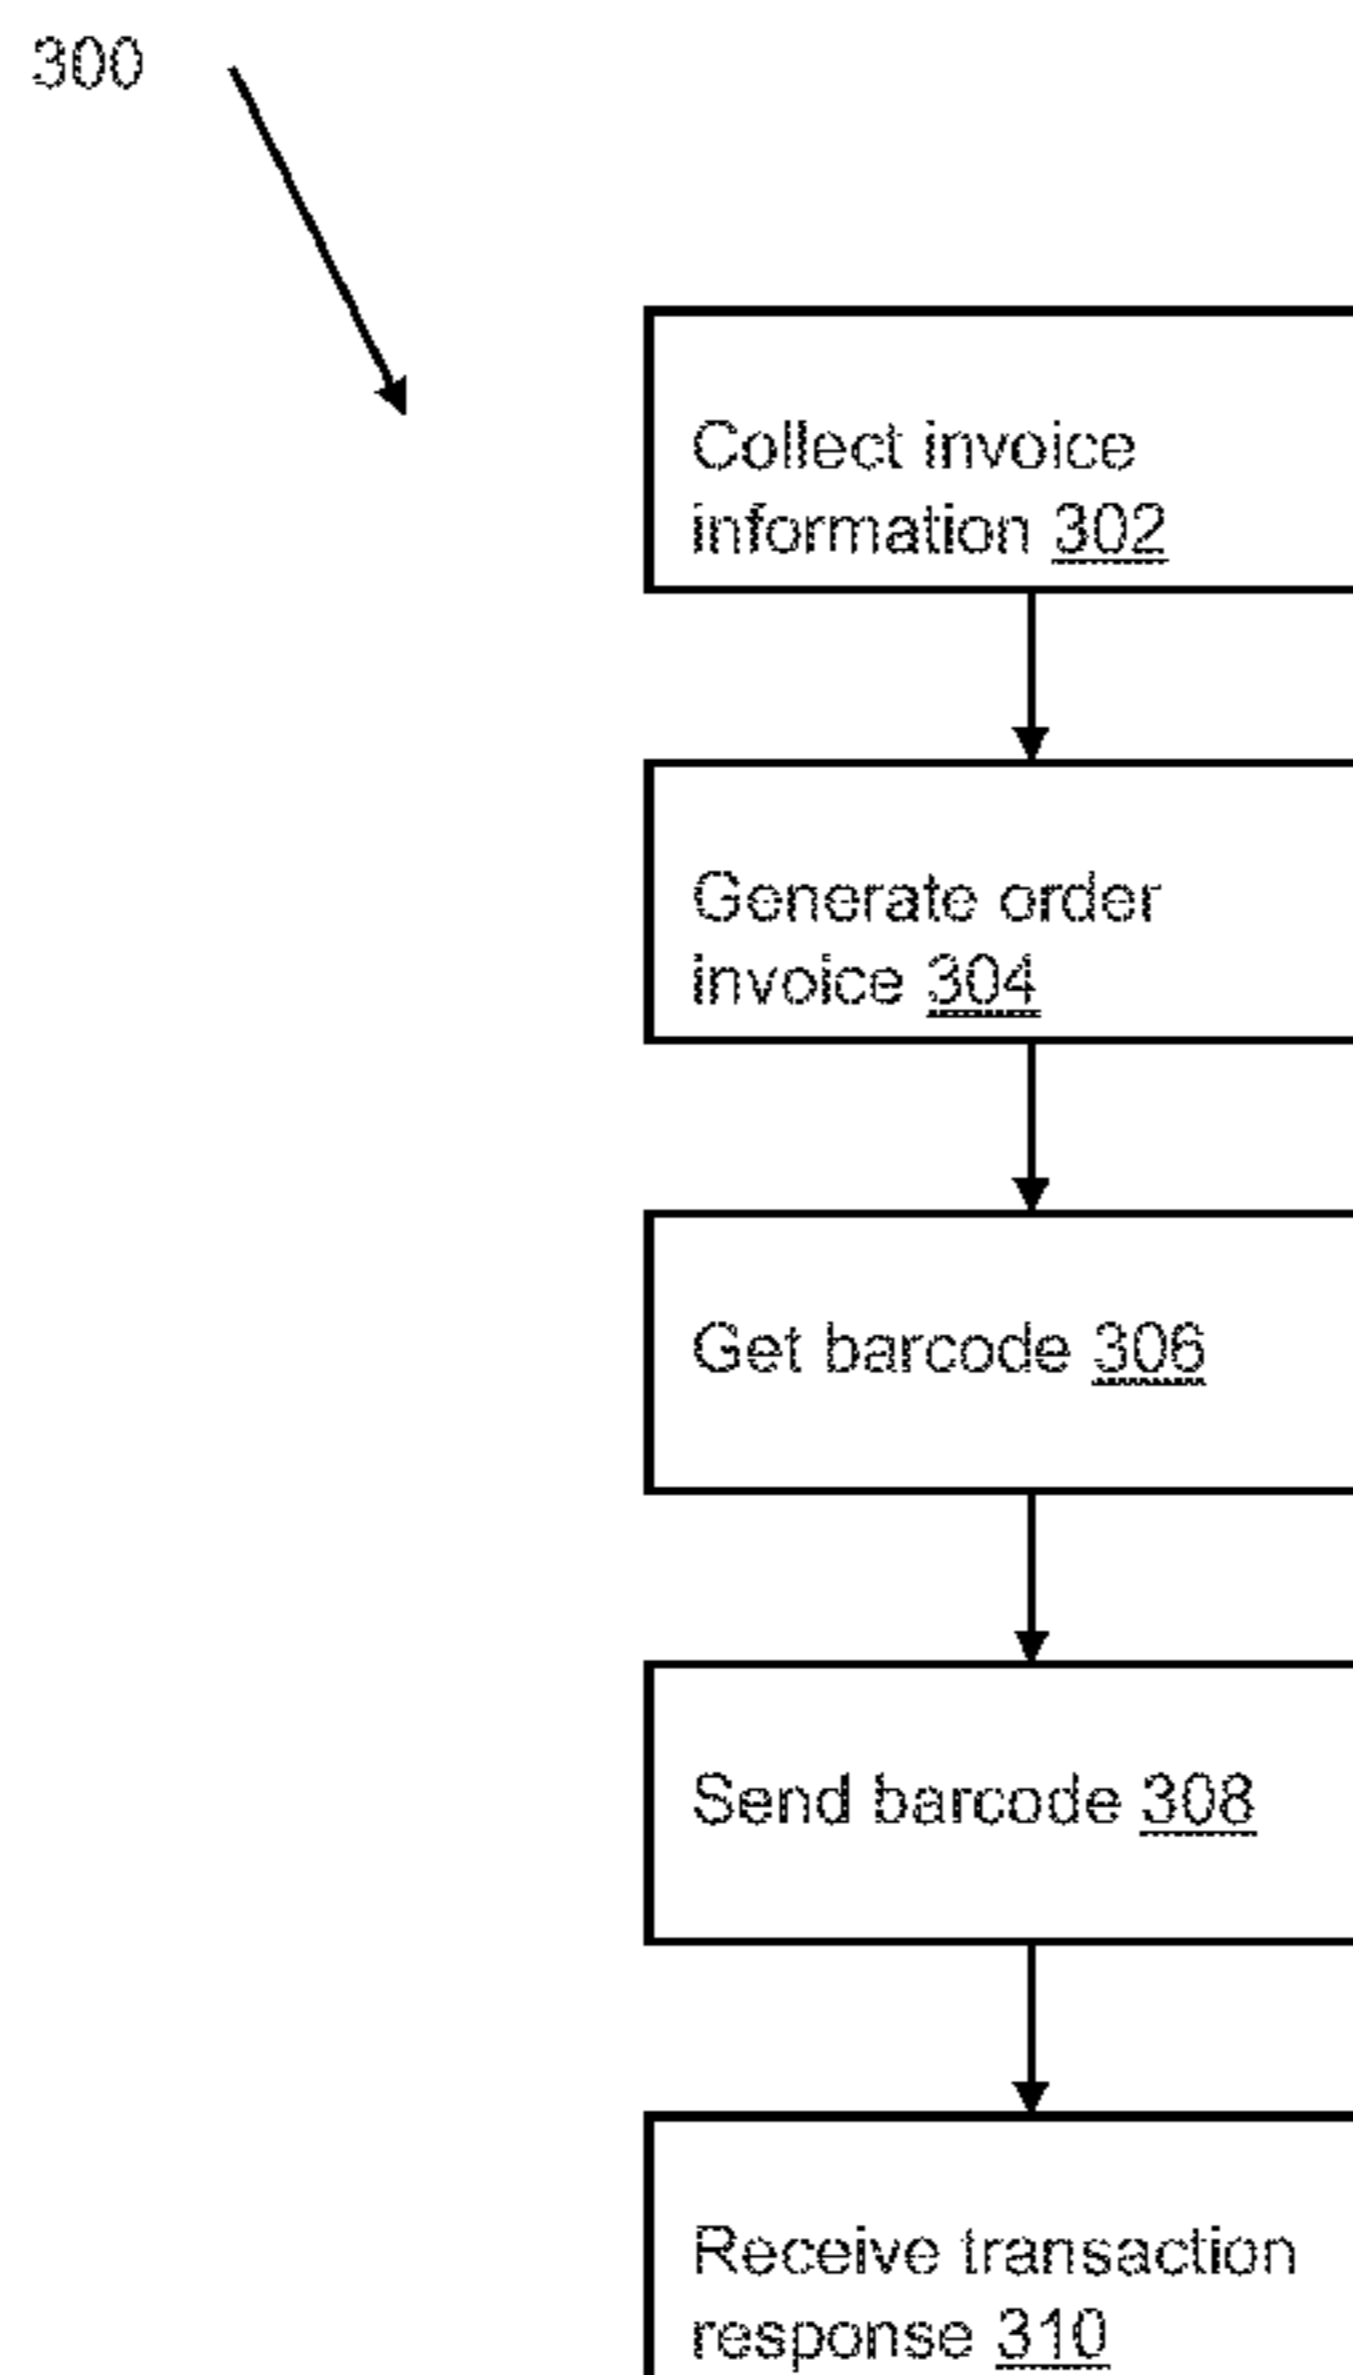 300
Collect invoice
information 302
Generate order
invoice 304
Get barcode 306
Send barcode 308
Receive transaction
response 310